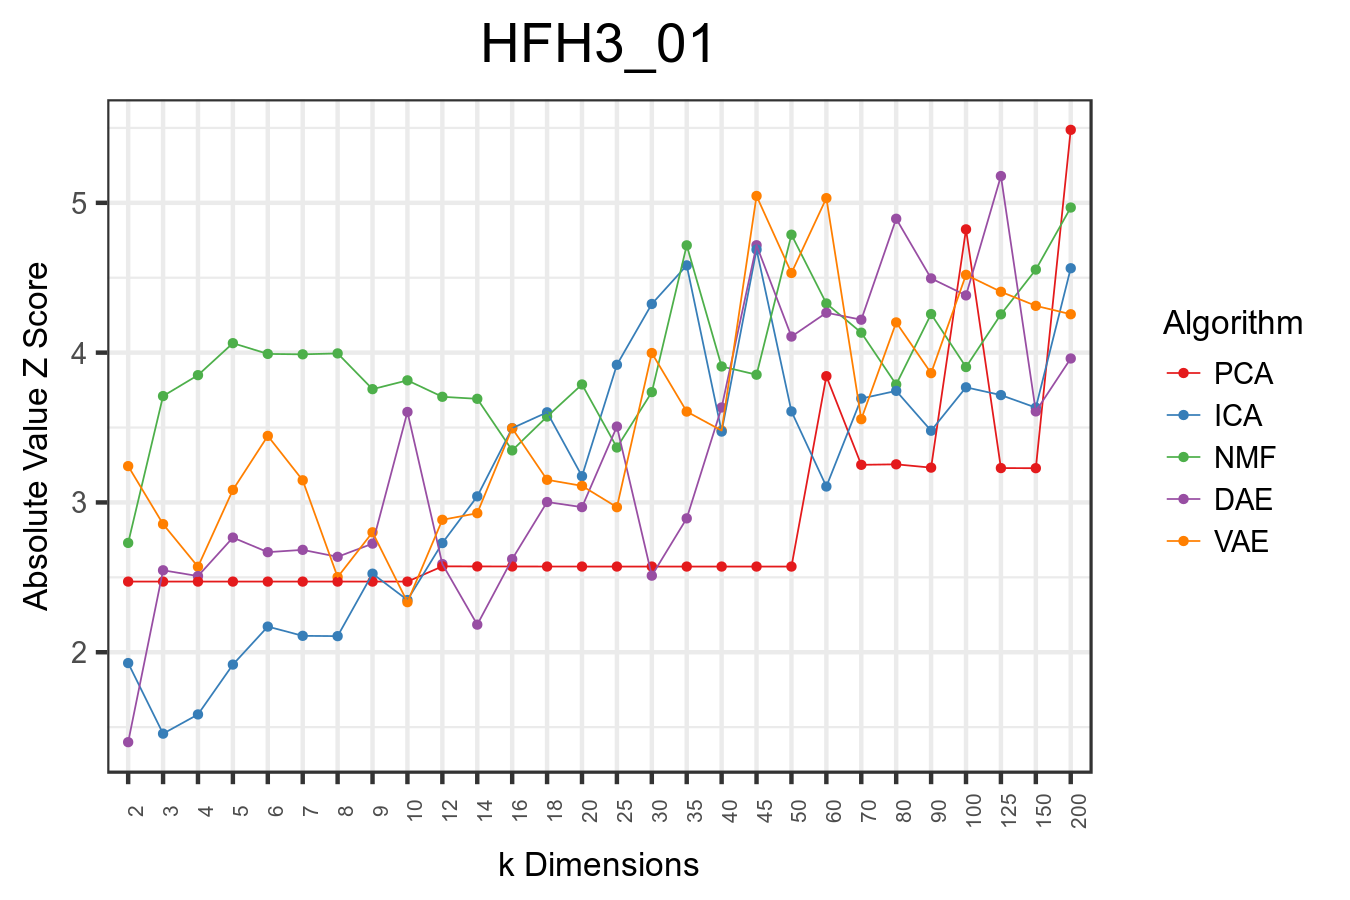 HFH3_01
Absolute Value Z Score
5
4
3
2
2 3 4 5 6 7 8 9 10 12 14 16 18 20 25 30 35 40 45 50 60 70 80 90 100 125 150 200
k Dimensions
Algorithm
PCA
ICA
NMF
DAE
VAE